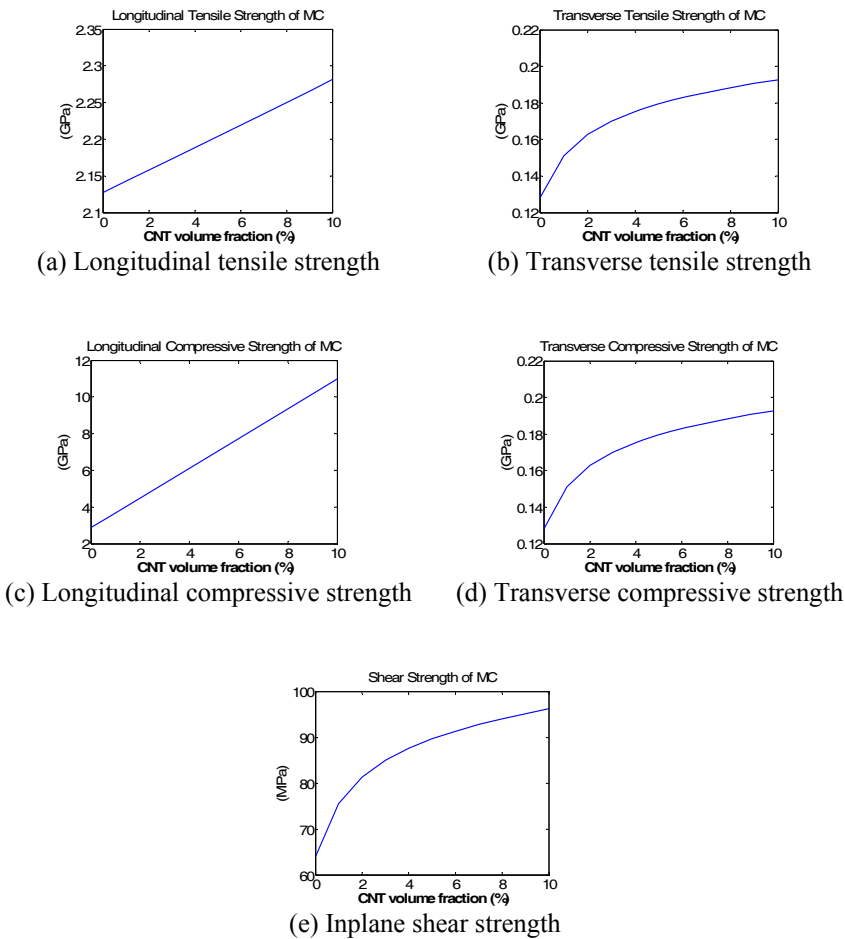 Longitudinal Tensile Strength of MC
2.35
2.3
2.25
2.2
2.15
2.1
(GPa)
0 2 4 6 8 10
CNT volume fraction (%)
(a) Longitudinal tensile strength
Transverse Tensile Strength of MC
0.22
0.2
0.18
0.16
0.14
0.12
(GPa)
0 2 4 6 8 10
CNT volume fraction (%)
(b) Transverse tensile strength
Longitudinal Compressive Strength of MC
12
10
8
6
4
2
(GPa)
0 2 4 6 8 10
CNT volume fraction (%)
(c) Longitudinal compressive strength
Transverse Compressive Strength of MC
0.22
0.2
0.18
0.16
0.14
0.12
(GPa)
0 2 4 6 8 10
CNT volume fraction (%)
(d) Transverse compressive strength
Shear Strength of MC
100
90
80
70
60
(MPa)
0 2 4 6 8 10
CNT volume fraction (%)
(e) Inplane shear strength